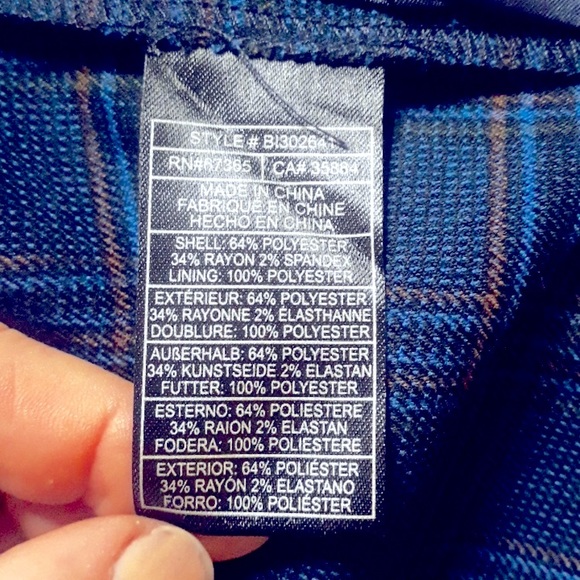 STYLE # BI302641
RN#67365 CA# 35884
MADE IN CHINA
FABRIQUÉ EN CHINE
HECHO EN CHINA
SHELL: 64% POLYESTER
34% RAYON 2% SPANDEX
LINING: 100% POLYESTER
EXTÉRIEUR: 64% POLYESTER
34% RAYONNE 2% ÉLASTHANNE
DOUBLURE: 100% POLYESTER
AUßERHALB: 64% POLYESTER
34% KUNSTSEIDE 2% ELASTAN
FUTTER: 100% POLYESTER
ESTERNO: 64% POLIESTERE
34% RAION 2% ELASTAN
FODERA: 100% POLIESTERE
EXTERIOR: 64% POLIÉSTER
34% RAYÓN 2% ELASTANO
FORRO: 100% POLIÉSTER